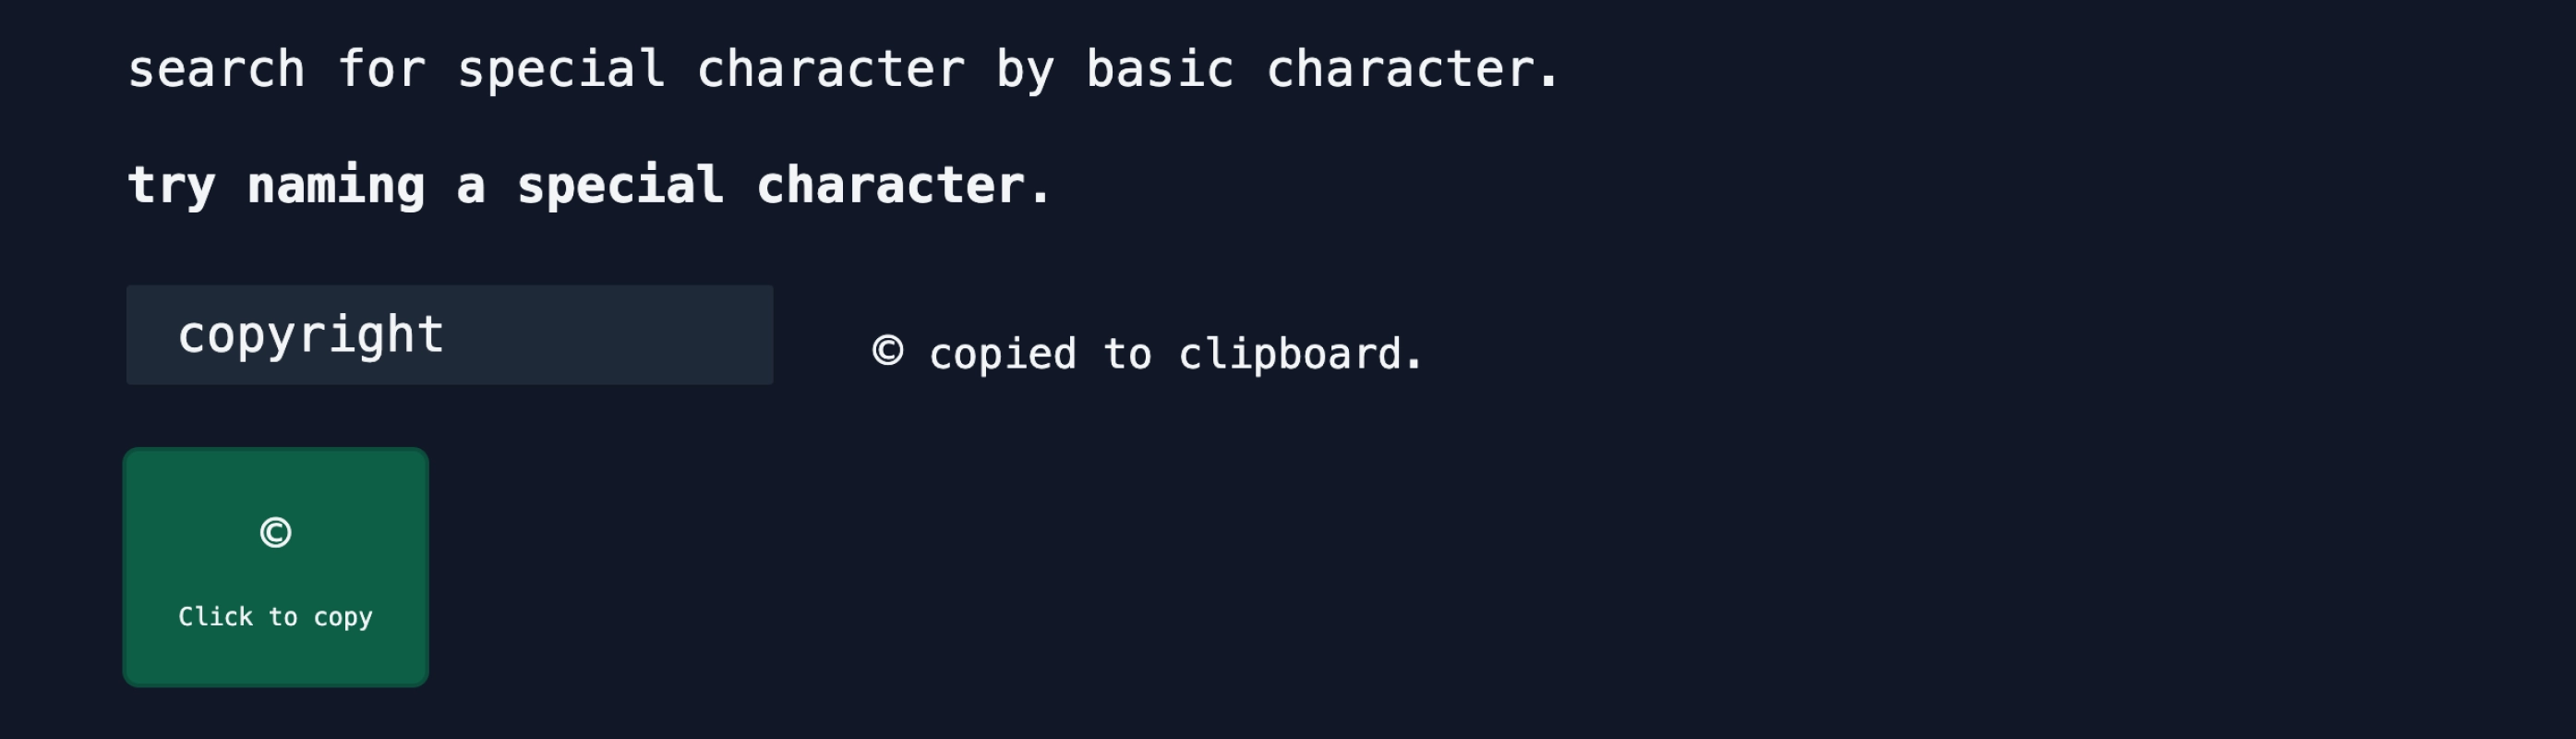 search for special character by basic character.
try naming a special character.
copyright
© copied to clipboard.
©
Click to copy